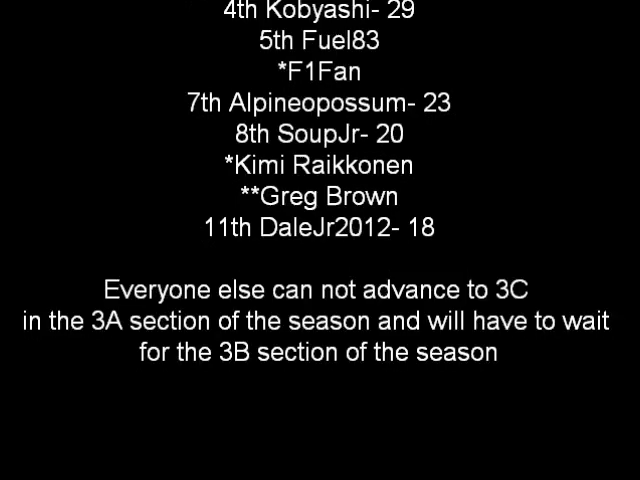 4th Kobyashi- 29
5th Fuel83
*F1Fan
7th Alpineopossum- 23
8th SoupJr- 20
*Kimi Raikkonen
**Greg Brown
11th DaleJr2012- 18
Everyone else can not advance to 3C
in the 3A section of the season and will have to wait
for the 3B section of the season